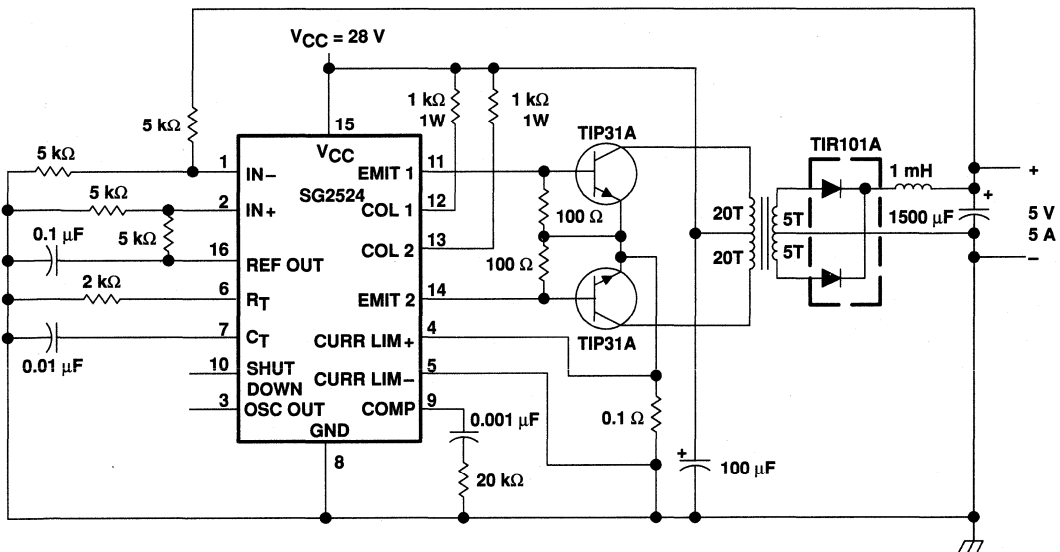 VCC = 28 V
5 kΩ
1 kΩ
1W
1 kΩ
1W
TIP31A
TIR101A
15
VCC
SG2524
5 kΩ
1
IN−
EMIT 1
11
1 mH
+
5 kΩ
2
IN+
COL 1
12
100 Ω
20T
5T
1500 μF
+
5 V
5 A
0.1 μF
5 kΩ
16
REF OUT
COL 2
13
100 Ω
20T
5T
−
2 kΩ
6
RT
EMIT 2
14
7
CT
CURR LIM+
4
TIP31A
0.01 μF
10
SHUT
DOWN
CURR LIM−
5
3
OSC OUT
COMP
9
0.001 μF
0.1 Ω
GND
8
20 kΩ
+
100 μF